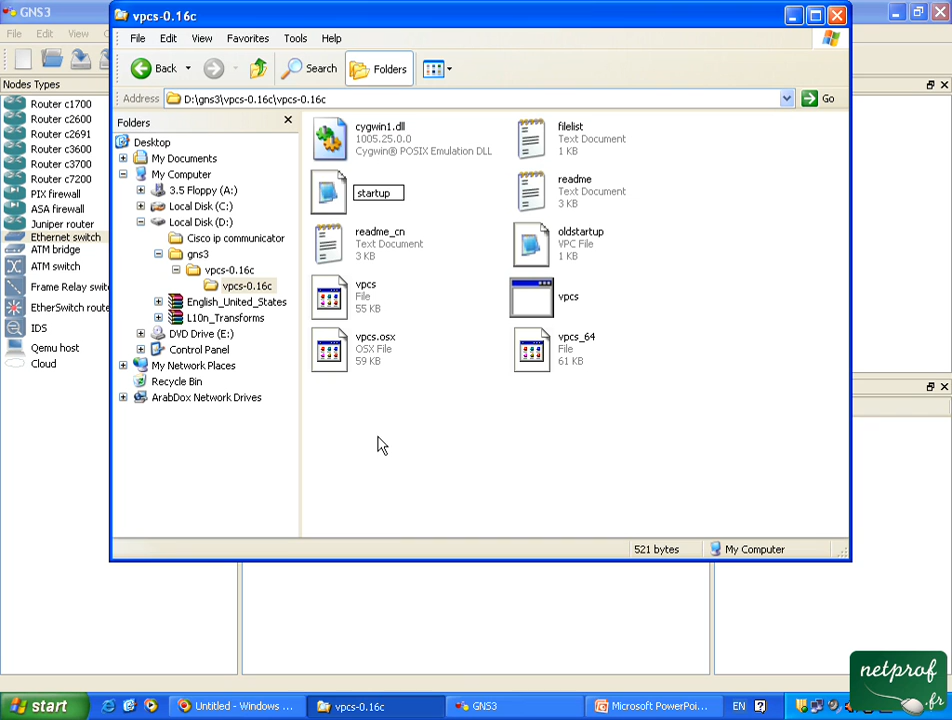 GNS3
File Edit View
Nodes Types
Router c1700
Router c2600
Router c2691
Router c3600
Router c3700
Router c7200
PIX firewall
ASA firewall
Juniper router
Ethernet switch
ATM bridge
ATM switch
Frame Relay swit
EtherSwitch route
IDS
Qemu host
Cloud
vpcs-0.16c
File Edit View Favorites Tools Help
Back Search Folders
Address D:\gns3\vpcs-0.16c\vpcs-0.16c Go
Folders
Desktop
My Documents
My Computer
3.5 Floppy (A:)
Local Disk (C:)
Local Disk (D:)
Cisco ip communicator
gns3
vpcs-0.16c
vpcs-0.16c
English_United_States
L10n_Transforms
DVD Drive (E:)
Control Panel
My Network Places
Recycle Bin
ArabDox Network Drives
cygwin1.dll
1005.25.0.0
Cygwin® POSIX Emulation DLL
filelist
Text Document
1 KB
startup
readme
Text Document
3 KB
readme_cn
Text Document
3 KB
oldstartup
VPC File
1 KB
vpcs
File
55 KB
vpcs
vpcs.osx
OSX File
59 KB
vpcs_64
File
61 KB
521 bytes My Computer
netprof
.fr
start Untitled - Windows ... vpcs-0.16c GNS3 Microsoft PowerPoi... EN